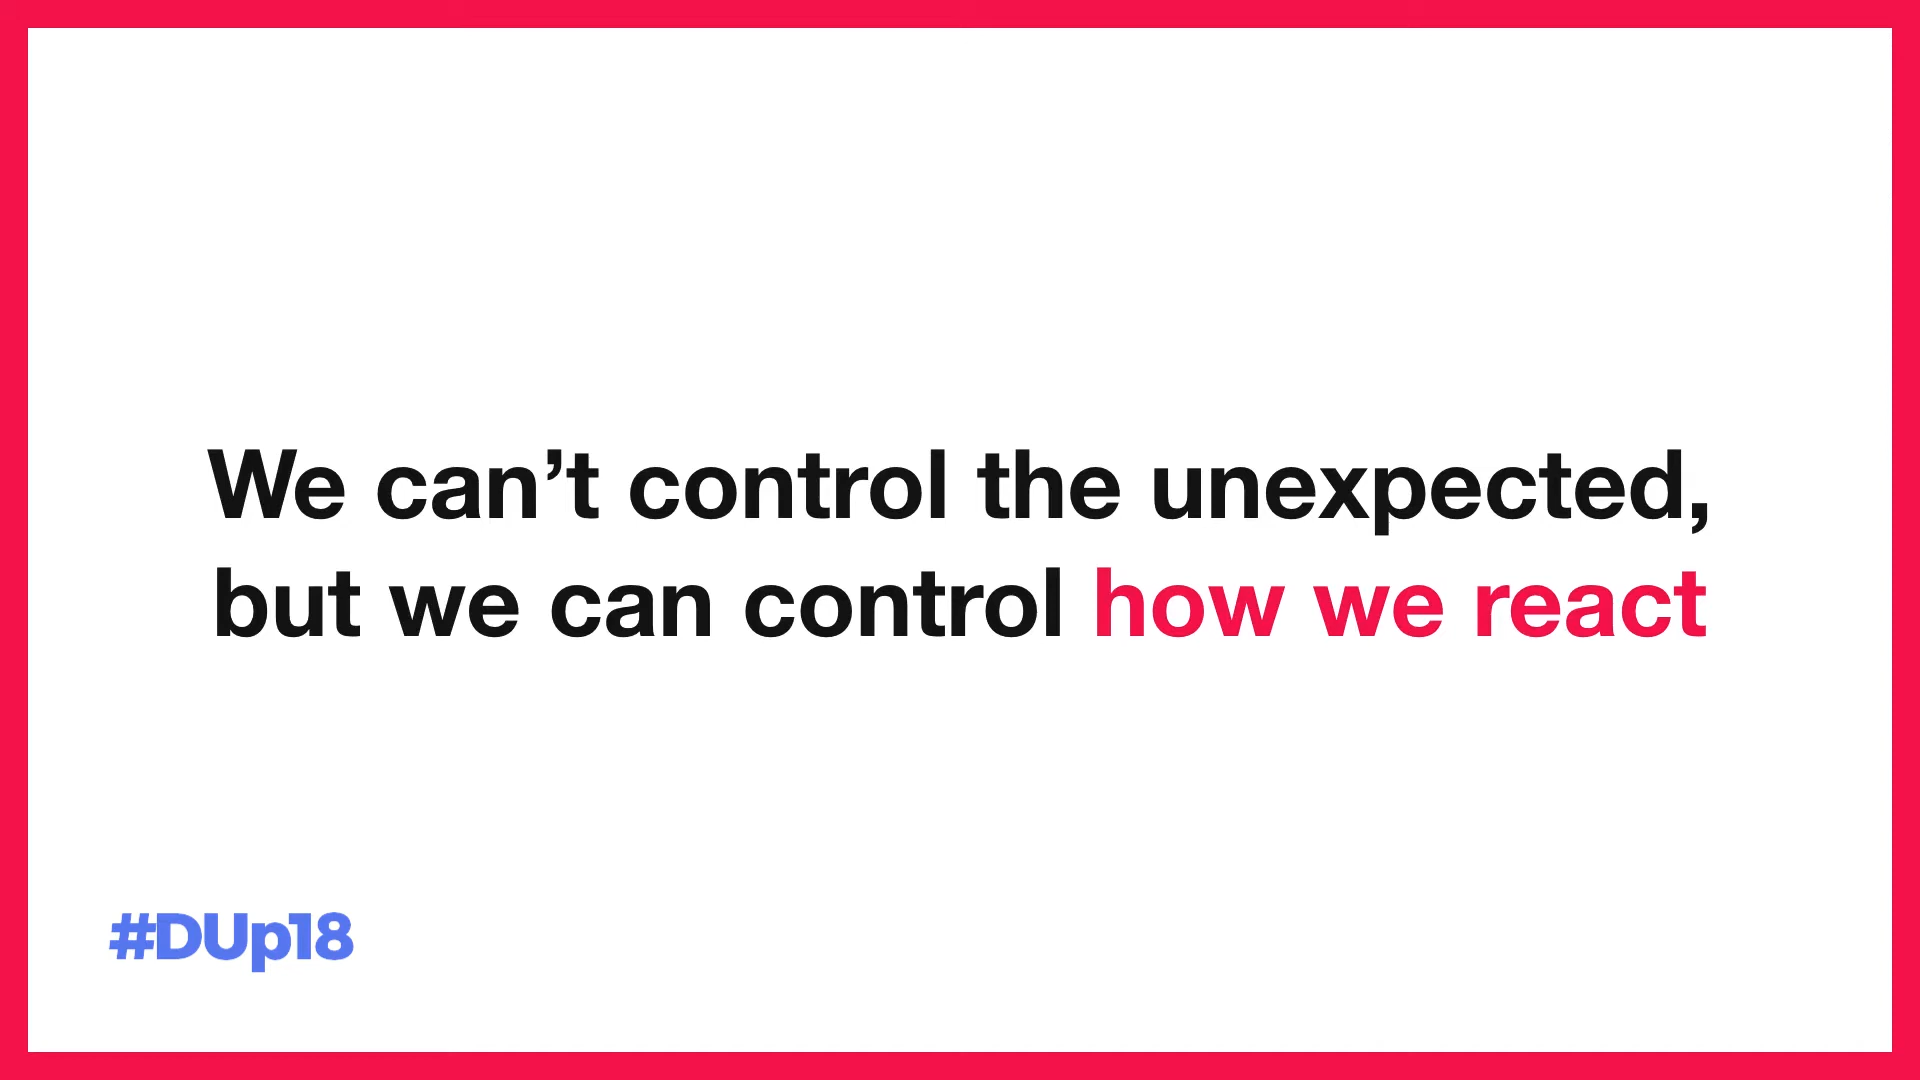 We can’t control the unexpected,
but we can control how we react
#DUp18